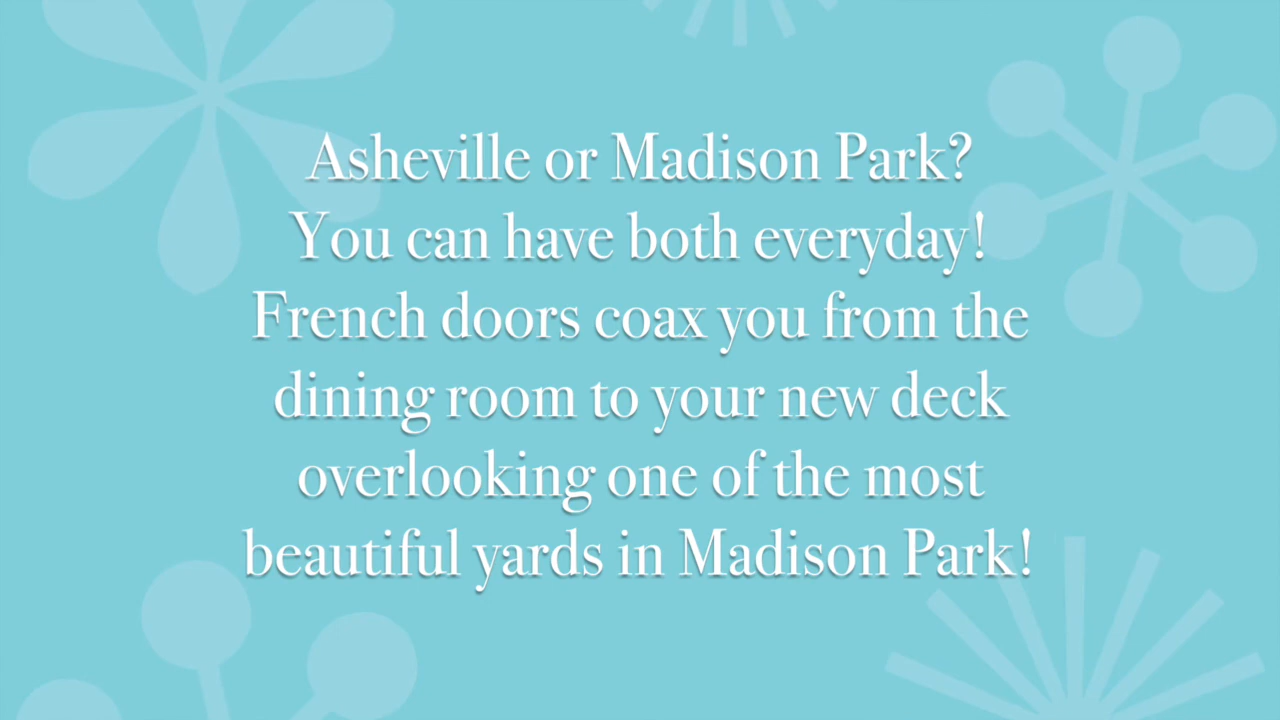 Asheville or Madison Park?
You can have both everyday!
French doors coax you from the
dining room to your new deck
overlooking one of the most
beautiful yards in Madison Park!